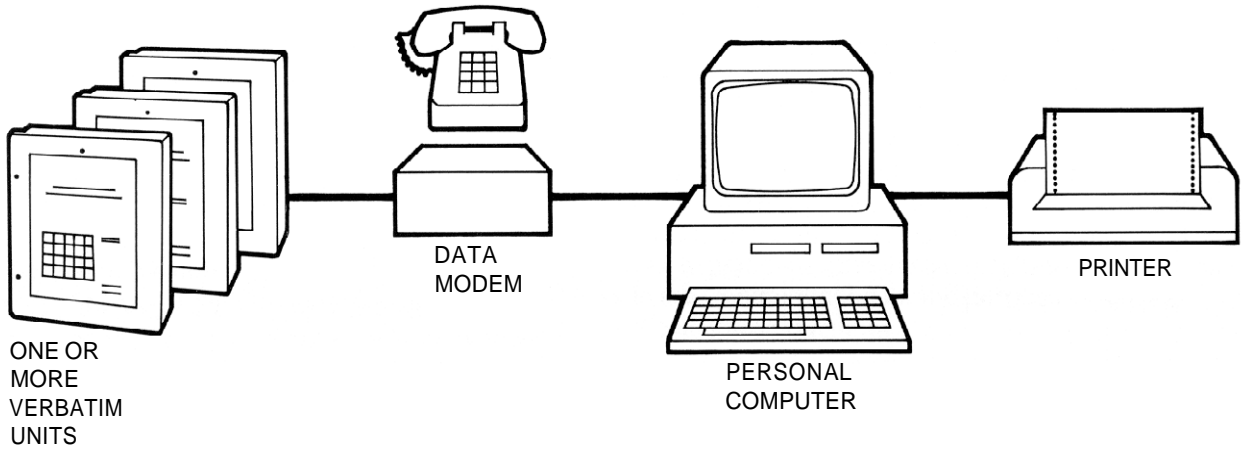 ONE OR
MORE
VERBATIM
UNITS
DATA
MODEM
PERSONAL
COMPUTER
PRINTER